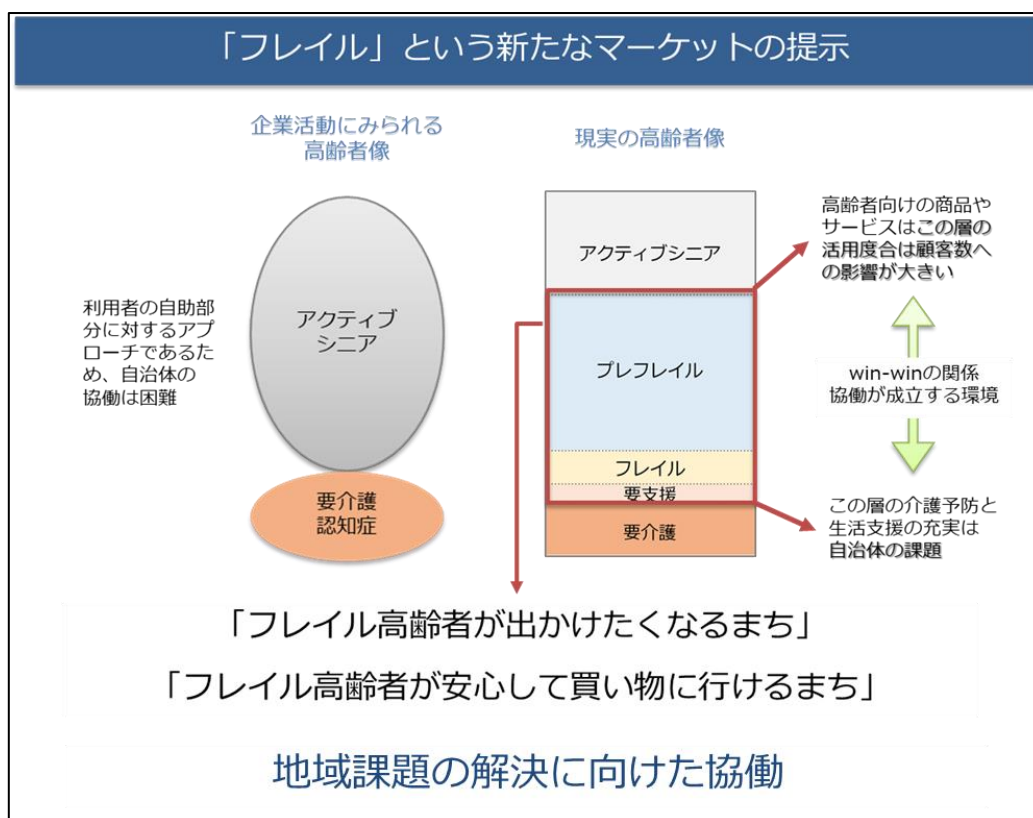 「フレイル」という新たなマーケットの提示
企業活動にみられる
高齢者像
現実の高齢者像
利用者の自助部
分に対するアプ
ローチであるた
め、自治体の
協働は困難
アクティブ
シニア
要介護
認知症
アクティブシニア
プレフレイル
フレイル
要支援
要介護
高齢者向けの商品や
サービスはこの層の
活用度合は顧客数へ
の影響が大きい
win-winの関係
協働が成立する環境
この層の介護予防と
生活支援の充実は
自治体の課題
「フレイル高齢者が出かけたくなるまち」
「フレイル高齢者が安心して買い物に行けるまち」
地域課題の解決に向けた協働